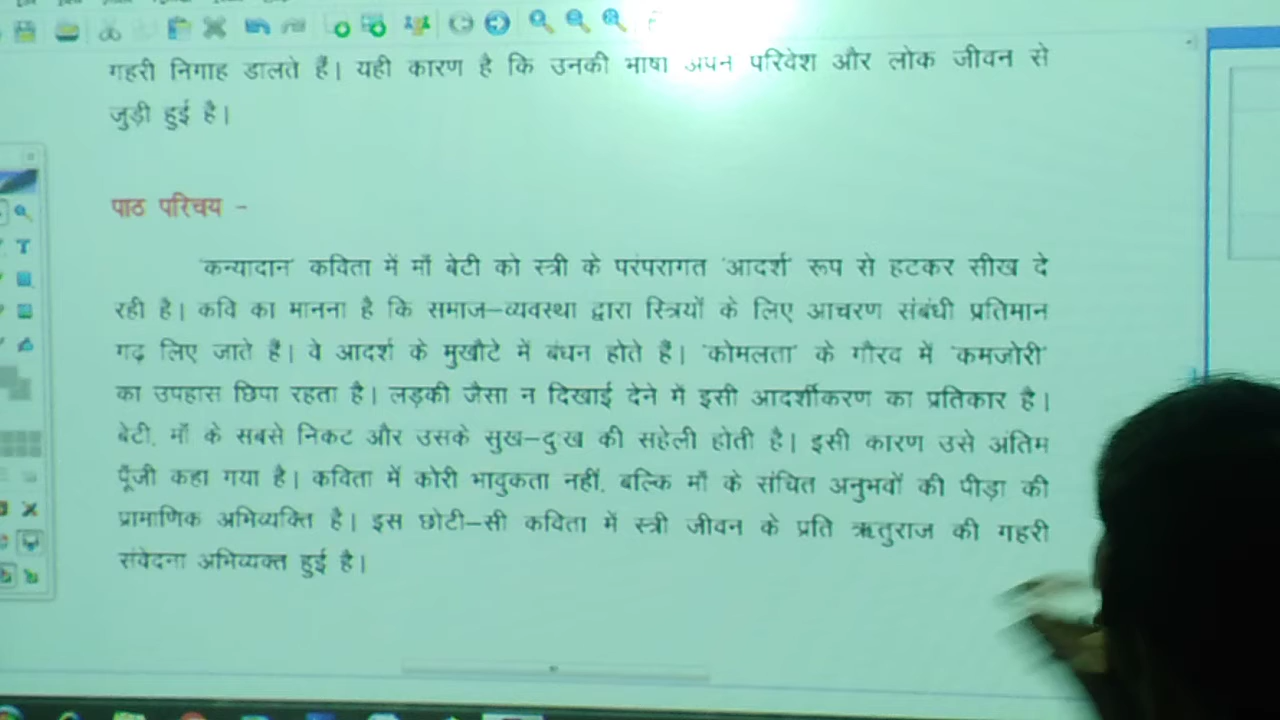 गहरी निगाह डालते हैं। यही कारण है कि उनकी भाषा अपने परिवेश और लोक जीवन से
जुड़ी हुई है।
पाठ परिचय -
'कन्यादान' कविता में माँ बेटी को स्त्री के परंपरागत 'आदर्श' रूप से हटकर सीख दे
रही है। कवि का मानना है कि समाज-व्यवस्था द्वारा स्त्रियों के लिए आचरण संबंधी प्रतिमान
गढ़ लिए जाते हैं। वे आदर्श के मुखौटे में बंधन होते हैं। 'कोमलता' के गौरव में 'कमजोरी'
का उपहास छिपा रहता है। लड़की जैसा न दिखाई देने में इसी आदर्शीकरण का प्रतिकार है।
बेटी, माँ के सबसे निकट और उसके सुख-दुःख की सहेली होती है। इसी कारण उसे अंतिम
पूँजी कहा गया है। कविता में कोरी भावुकता नहीं, बल्कि माँ के संचित अनुभवों की पीड़ा की
प्रामाणिक अभिव्यक्ति है। इस छोटी-सी कविता में स्त्री जीवन के प्रति ऋतुराज की गहरी
संवेदना अभिव्यक्त हुई है।